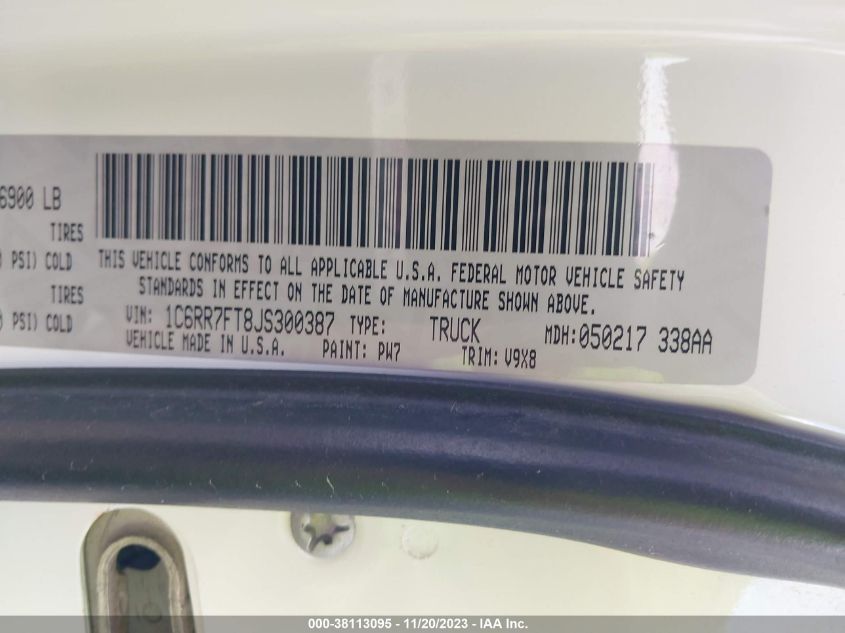 6900 LB
TIRES
PSI) COLD
TIRES
PSI) COLD
THIS VEHICLE CONFORMS TO ALL APPLICABLE U.S.A. FEDERAL MOTOR VEHICLE SAFETY
STANDARDS IN EFFECT ON THE DATE OF MANUFACTURE SHOWN ABOVE.
VIN: 1C6RR7FT8JS300387 TYPE: TRUCK MDH:050217 338AA
VEHICLE MADE IN U.S.A. PAINT: PW7 TRIM: V9X8
000-38113095 - 11/20/2023 - IAA Inc.